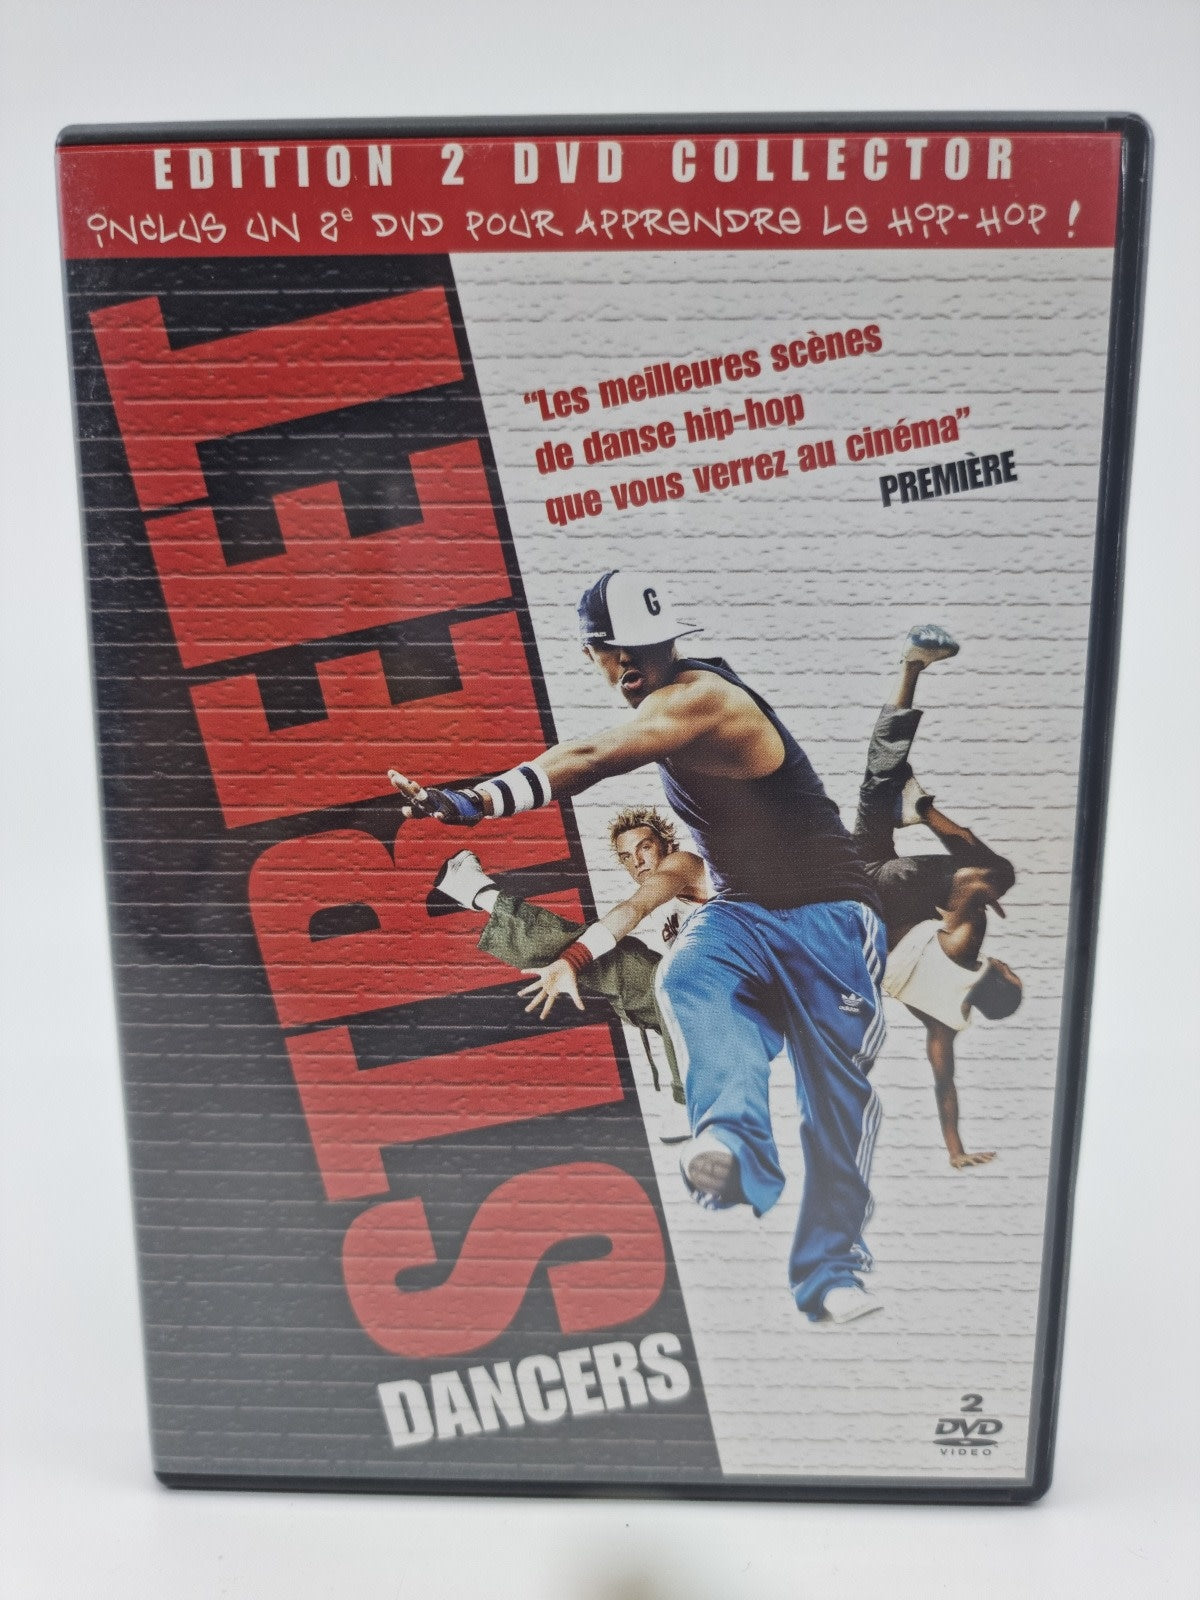 EDITION 2 DVD COLLECTOR
INCLUS UN 2e DVD POUR APPRENDRE LE HIP-HOP !
"Les meilleures scènes
de danse hip-hop
que vous verrez au cinéma"
PREMIÈRE
STREET
DANCERS
G
adidas
2
DVD
VIDEO